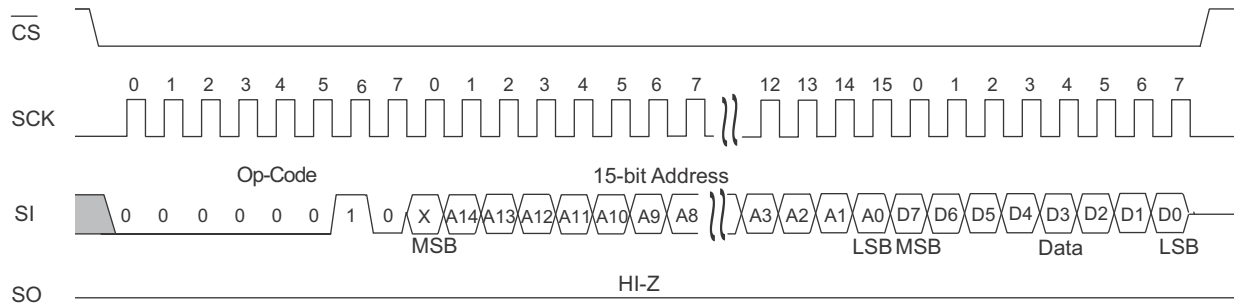 CS
0 1 2 3 4 5 6 7 0 1 2 3 4 5 6 7 12 13 14 15 0 1 2 3 4 5 6 7
SCK
Op-Code 15-bit Address
SI 0 0 0 0 0 0 1 0 X A14 A13 A12 A11 A10 A9 A8 A3 A2 A1 A0 D7 D6 D5 D4 D3 D2 D1 D0
MSB LSB MSB Data LSB
HI-Z
SO